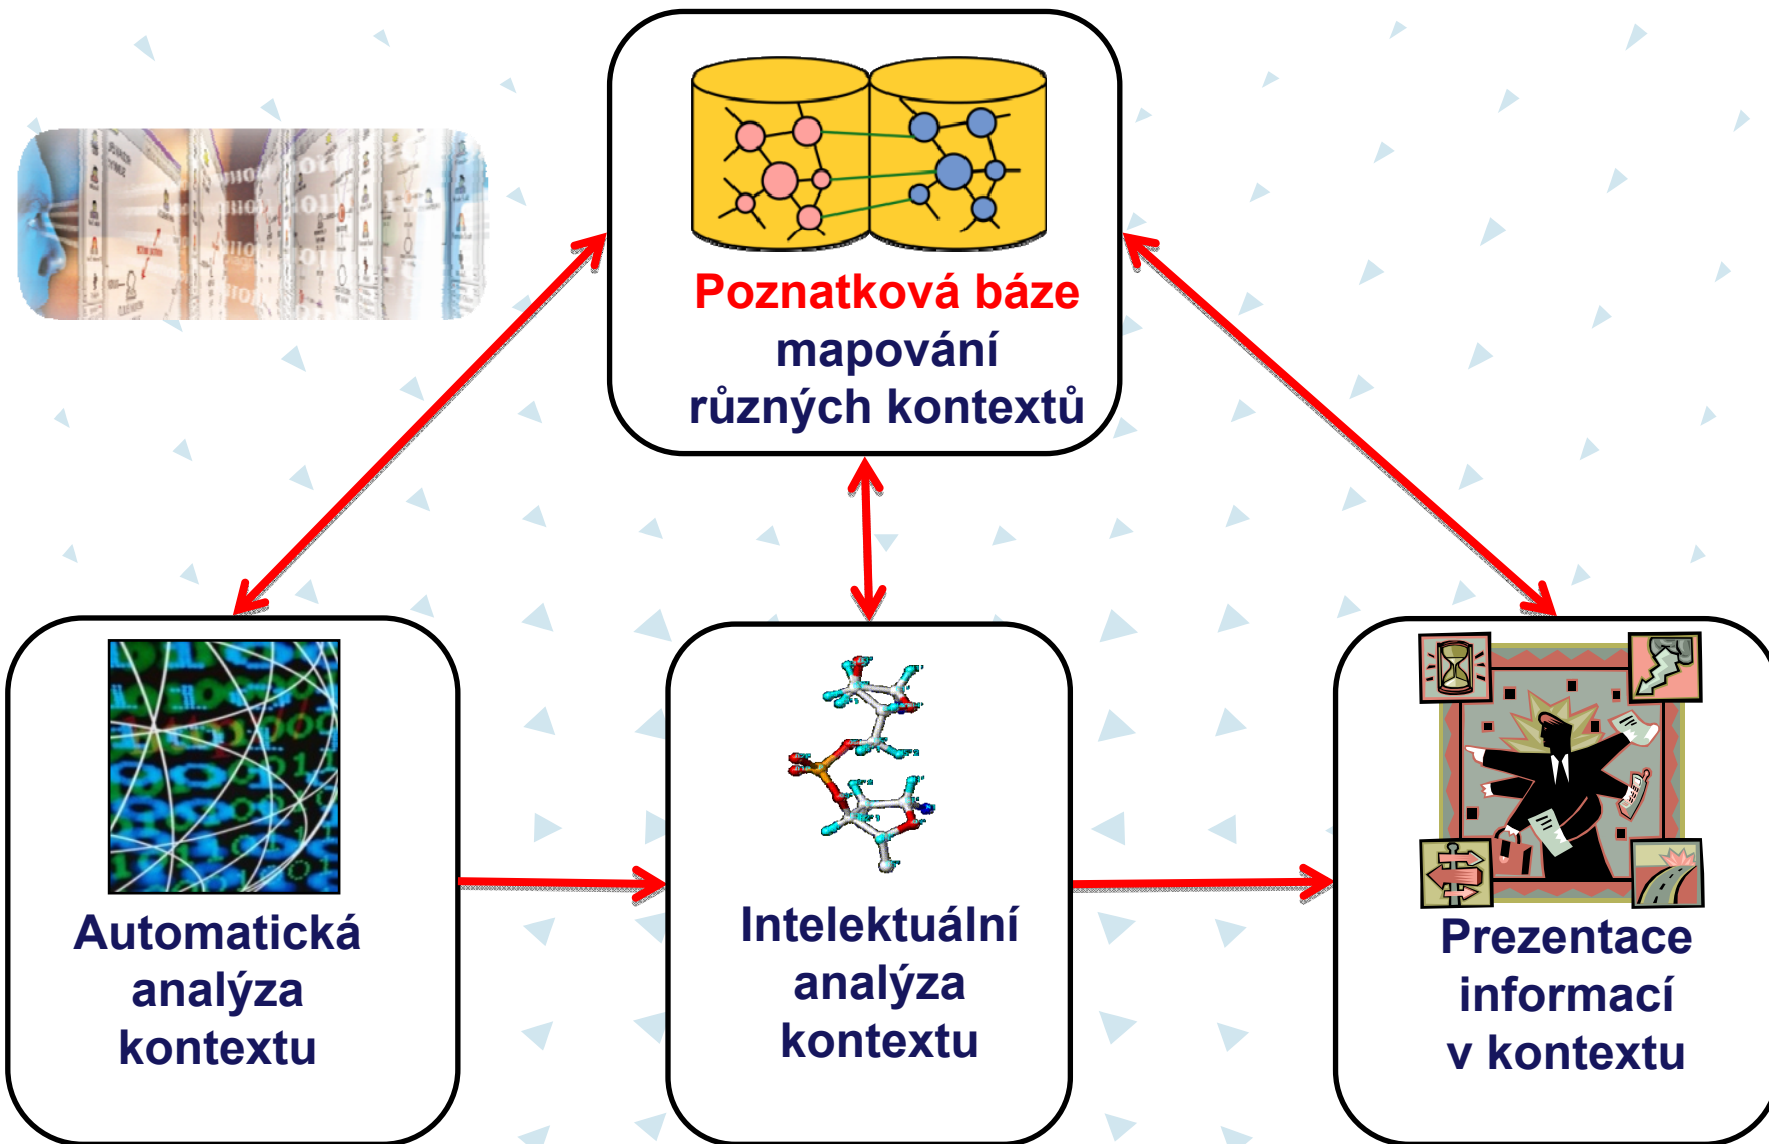 Poznatková báze
mapování
různých kontextů
Automatická
analýza
kontextu
Intelektuální
analýza
kontextu
Prezentace
informací
v kontextu